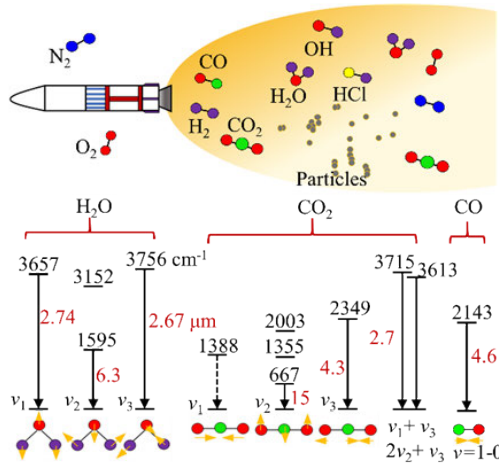 N2
O2
CO
H2
CO2
OH
H2O
HCl
Particles
H2O
CO2
CO
3657
3152
3756 cm-1
2.74
1595
6.3
2.67 μm
1388
2003
1355
667
15
2349
4.3
3715
3613
2.7
2143
4.6
v1
v2
v3
v1
v2
v3
v1+ v3
2v2+ v3
v=1-0